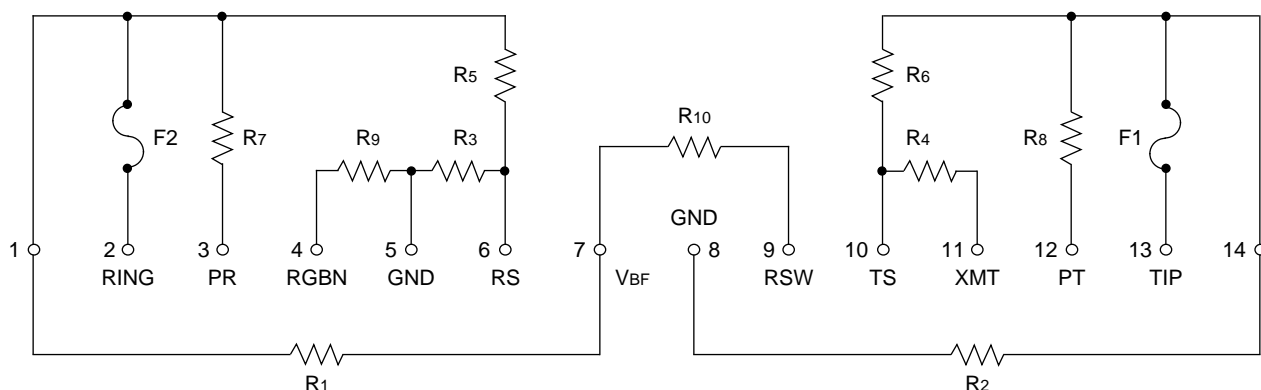 R5
R6
R10
F2
R7
R9
R3
R4
R8
F1
GND
1
2
3
4
5
6
7
8
9
10
11
12
13
14
RING
PR
RGBN
GND
RS
VBF
RSW
TS
XMT
PT
TIP
R1
R2